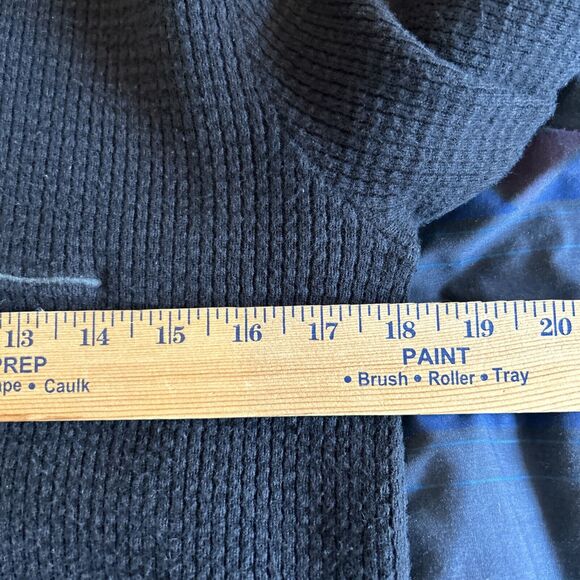 13 14 15 16 17 18 19 20
PREP PAINT
ape • Caulk • Brush • Roller • Tray